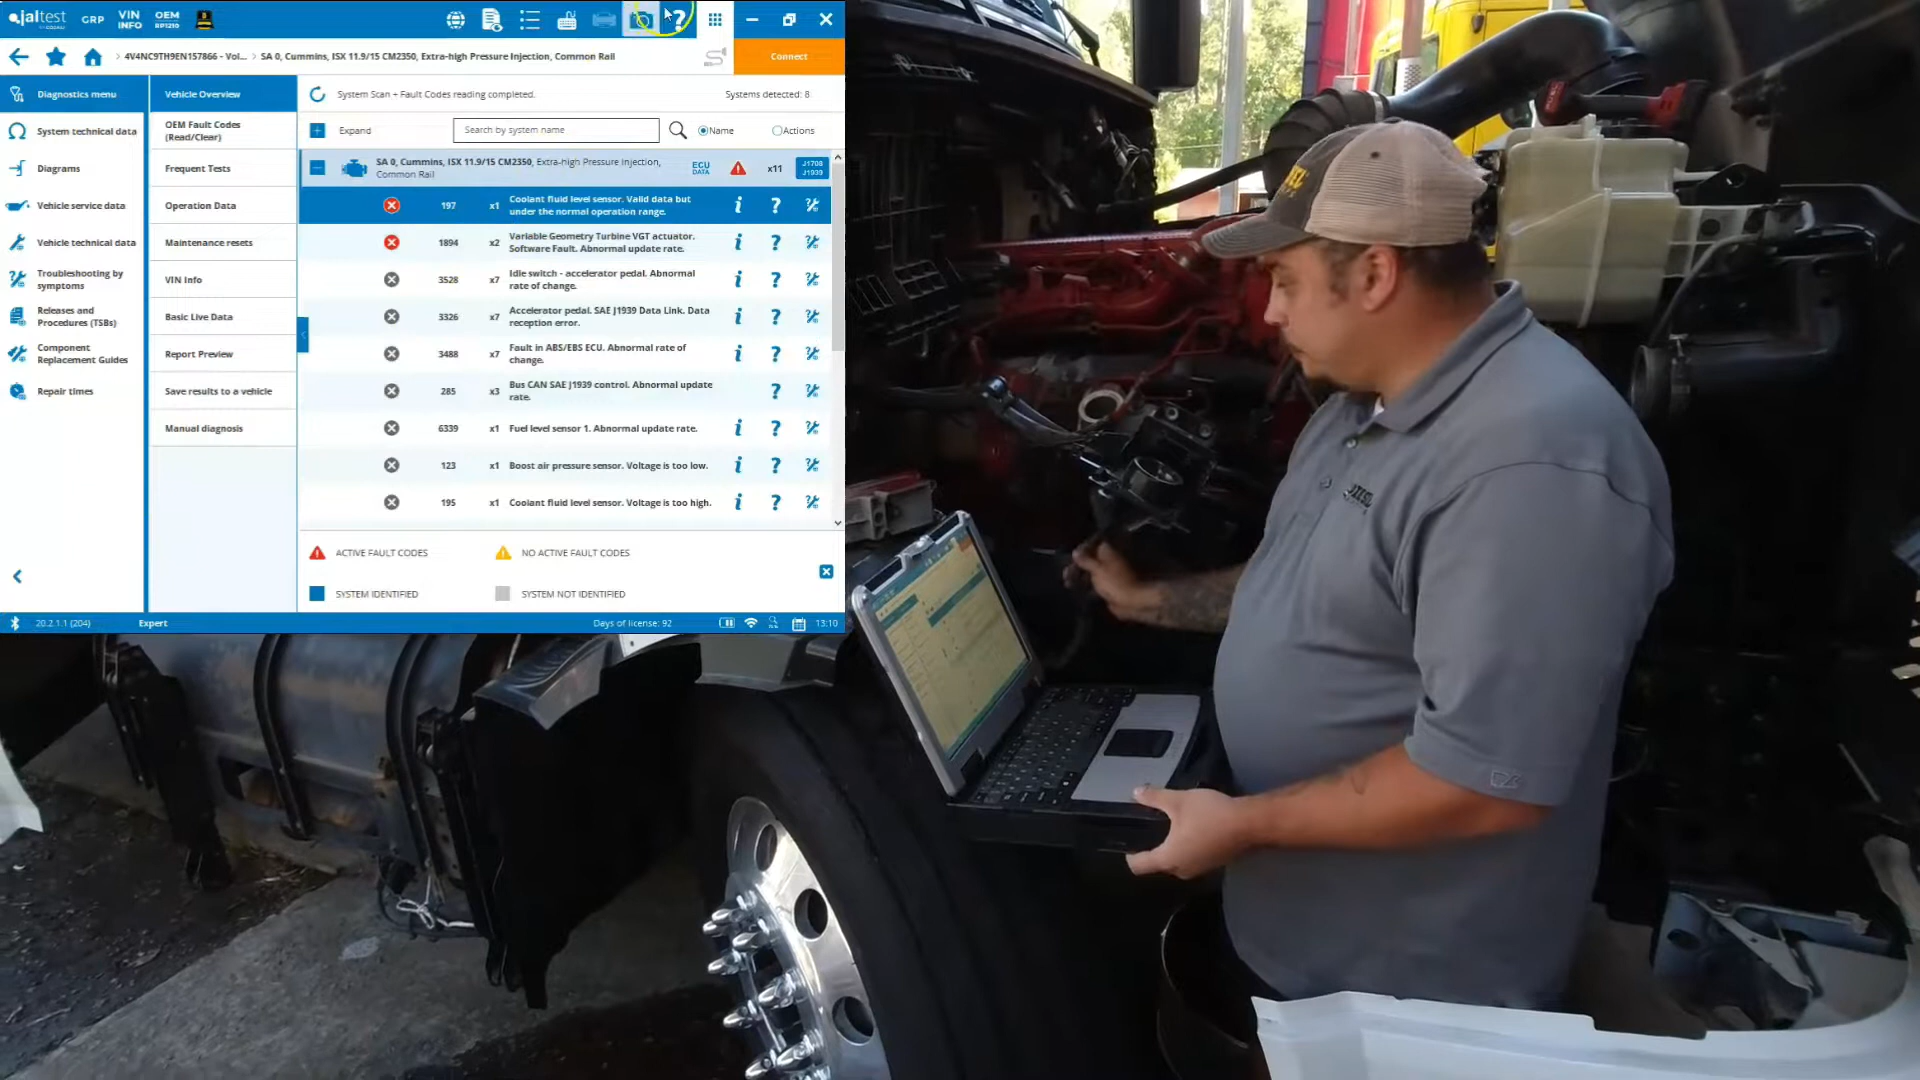 jaltest
GRP
VIN INFO
OEM RP1210
4V4NC9TH9EN157866 - Vol... > SA 0, Cummins, ISX 11.9/15 CM2350, Extra-high Pressure Injection, Common Rail
Connect
Diagnostics menu
System technical data
Diagrams
Vehicle service data
Vehicle technical data
Troubleshooting by
symptoms
Releases and
Procedures (TSBs)
Component
Replacement Guides
Repair times
Vehicle Overview
OEM Fault Codes
(Read/Clear)
Frequent Tests
Operation Data
Maintenance resets
VIN Info
Basic Live Data
Report Preview
Save results to a vehicle
Manual diagnosis
System Scan + Fault Codes reading completed.
Systems detected: 8
Expand
Search by system name
Name
Actions
SA 0, Cummins, ISX 11.9/15 CM2350, Extra-high Pressure Injection,
Common Rail
ECU DATA
x11
J1708
J1939
197 x1 Coolant fluid level sensor. Valid data but
under the normal operation range.
1894 x2 Variable Geometry Turbine VGT actuator.
Software Fault. Abnormal update rate.
3528 x7 Idle switch - accelerator pedal. Abnormal
rate of change.
3326 x7 Accelerator pedal. SAE J1939 Data Link. Data
reception error.
3488 x7 Fault in ABS/EBS ECU. Abnormal rate of
change.
285 x3 Bus CAN SAE J1939 control. Abnormal update
rate.
6339 x1 Fuel level sensor 1. Abnormal update rate.
123 x1 Boost air pressure sensor. Voltage is too low.
195 x1 Coolant fluid level sensor. Voltage is too high.
ACTIVE FAULT CODES
NO ACTIVE FAULT CODES
SYSTEM IDENTIFIED
SYSTEM NOT IDENTIFIED
20.2.1.1 (204)
Expert
Days of license: 92
13:10